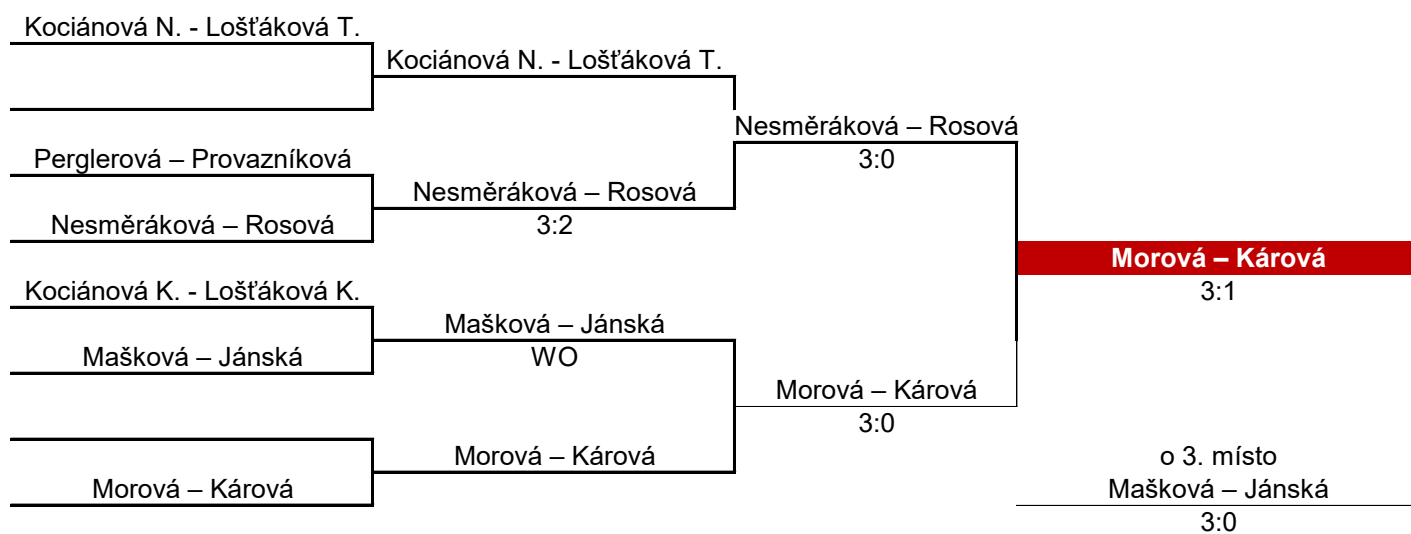 Kociánová N. - Lošťáková T.
Kociánová N. - Lošťáková T.
Nesměráková – Rosová
Perglerová – Provazníková
3:0
Nesměráková – Rosová
Nesměráková – Rosová
3:2
Morová – Kárová
Kociánová K. - Lošťáková K.
3:1
Mašková – Jánská
Mašková – Jánská
WO
Morová – Kárová
3:0
Morová – Kárová
o 3. místo
Morová – Kárová
Mašková – Jánská
3:0